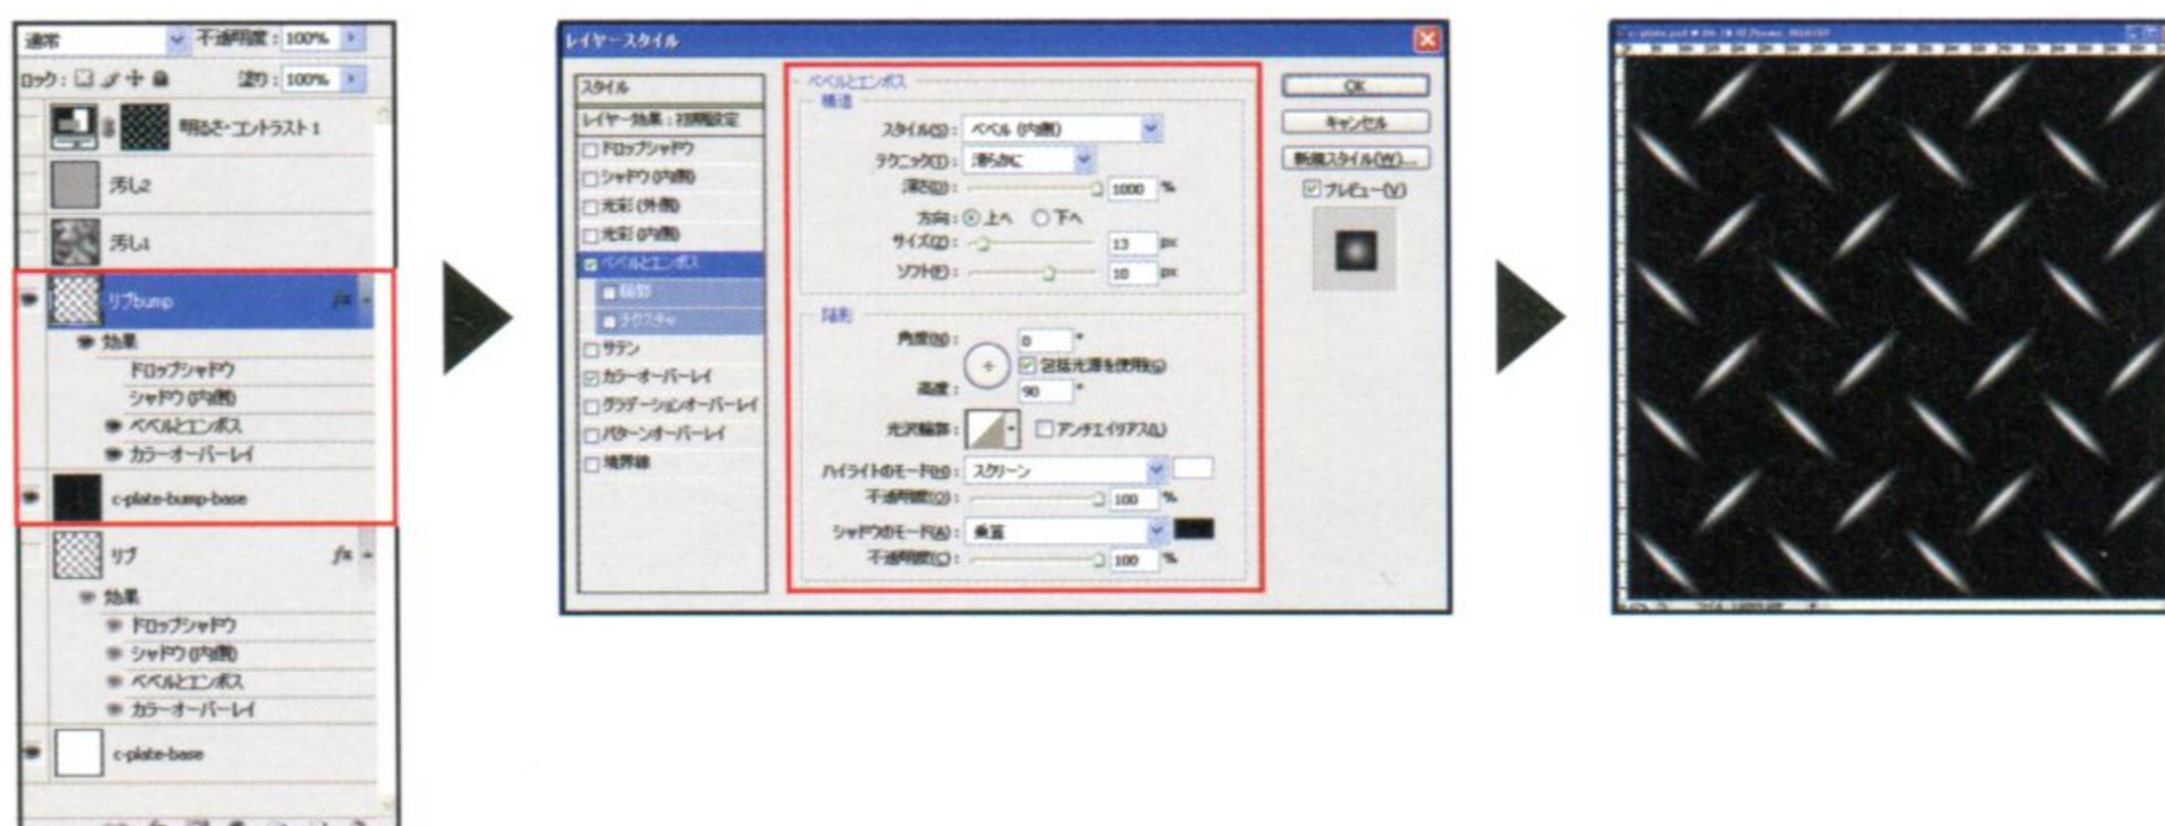 通常
不透明度：100%
ロック：
塗り：100%
明るさ・コントラスト 1
汚し2
汚し1
リブbump
効果
ドロップシャドウ
シャドウ (内側)
ベベルとエンボス
カラーオーバーレイ
c-plate-bump-base
リブ
効果
ドロップシャドウ
シャドウ (内側)
ベベルとエンボス
カラーオーバーレイ
c-plate-base
レイヤースタイル
スタイル
レイヤー効果：初期設定
ドロップシャドウ
シャドウ (内側)
光彩 (外側)
光彩 (内側)
ベベルとエンボス
輪郭
テクスチャ
サテン
カラーオーバーレイ
グラデーションオーバーレイ
パターンオーバーレイ
境界線
ベベルとエンボス
構造
スタイル(S)： ベベル (内側)
テクニック(T)： 滑らかに
深さ(D)： 1000 %
方向： 上へ 下へ
サイズ(Z)： 13 px
ソフト(F)： 10 px
陰影
角度(N)： 0 °
包括光源を使用(G)
高度： 90 °
光沢輪郭： アンチエイリアス(L)
ハイライトのモード(H)： スクリーン
不透明度(O)： 100 %
シャドウのモード(A)： 乗算
不透明度(C)： 100 %
OK
キャンセル
新規スタイル(W)...
プレビュー(V)